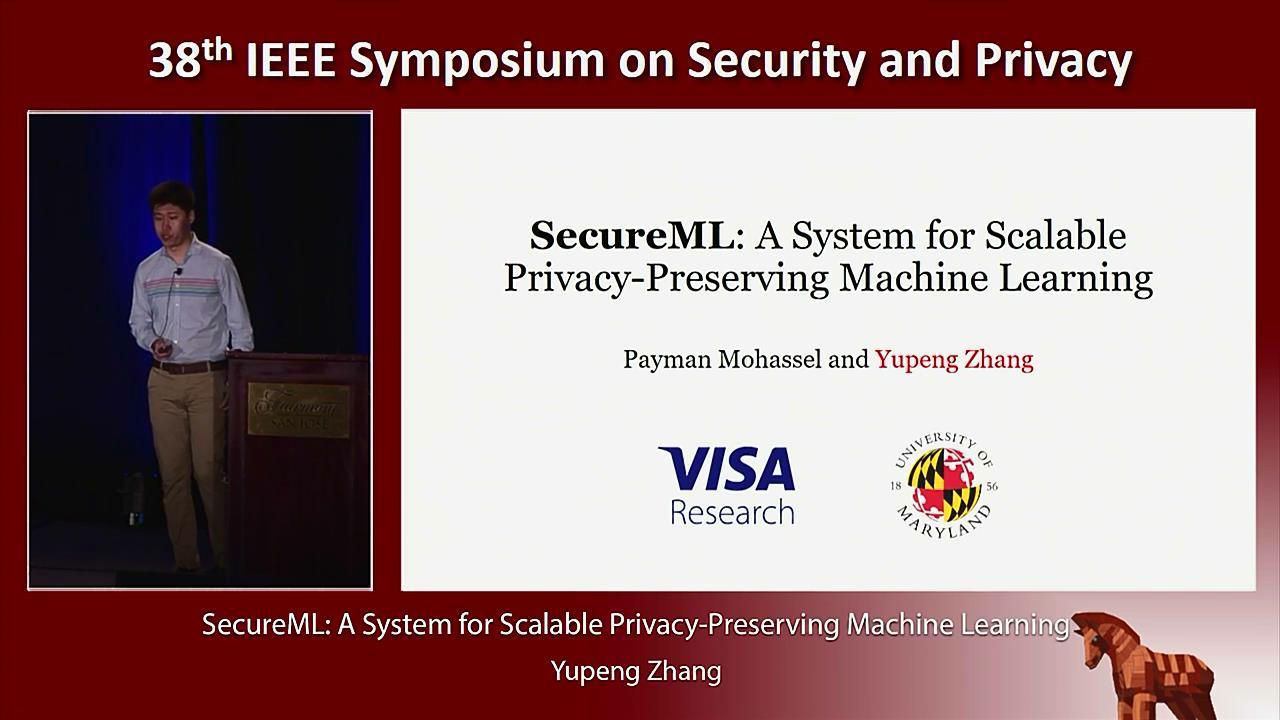 38th IEEE Symposium on Security and Privacy
Fairmont
SAN JOSE
SecureML: A System for Scalable
Privacy-Preserving Machine Learning
Payman Mohassel and Yupeng Zhang
VISA
Research
UNIVERSITY OF
18 56
MARYLAND
SecureML: A System for Scalable Privacy-Preserving Machine Learning
Yupeng Zhang